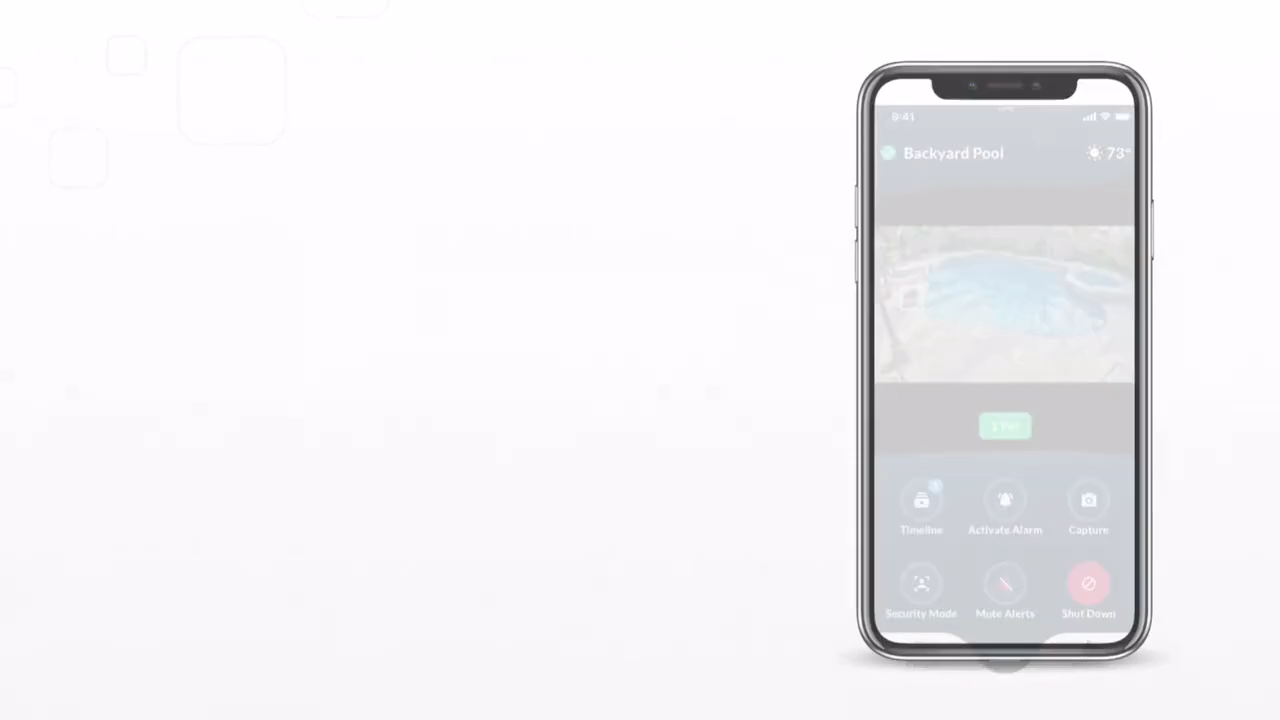 9:41
Backyard Pool
73°
Timeline
Activate Alarm
Capture
Security Mode
Mute Alerts
Shut Down